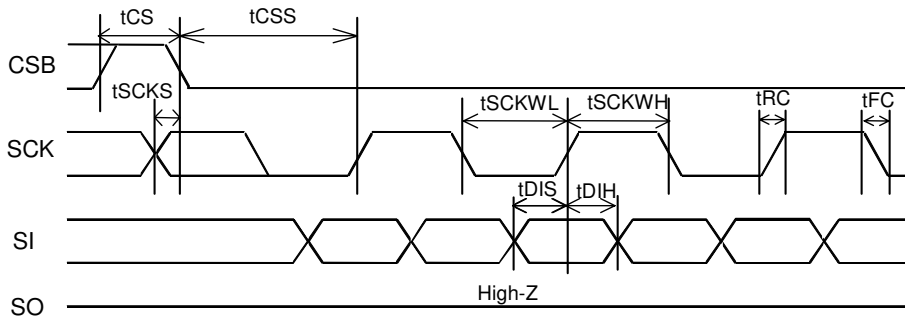 tCS
tCSS
CSB
tSCKS
tSCKWL
tSCKWH
tRC
tFC
SCK
tDIS
tDIH
SI
High-Z
SO